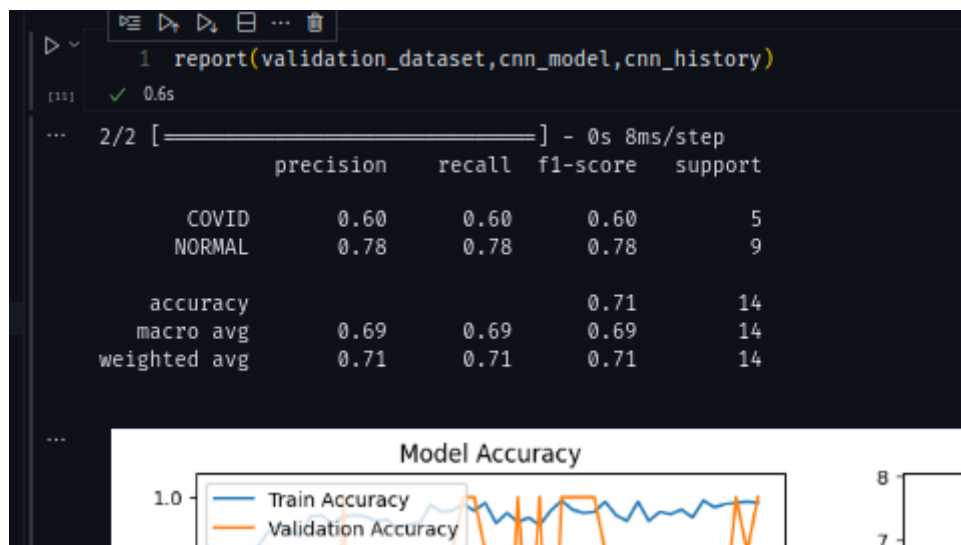 1 report(validation_dataset,cnn_model,cnn_history)
[11] ✓ 0.6s
... 2/2 [==============================] - 0s 8ms/step
precision recall f1-score support
COVID 0.60 0.60 0.60 5
NORMAL 0.78 0.78 0.78 9
accuracy 0.71 14
macro avg 0.69 0.69 0.69 14
weighted avg 0.71 0.71 0.71 14
...
Model Accuracy
1.0
Train Accuracy
Validation Accuracy
8
7